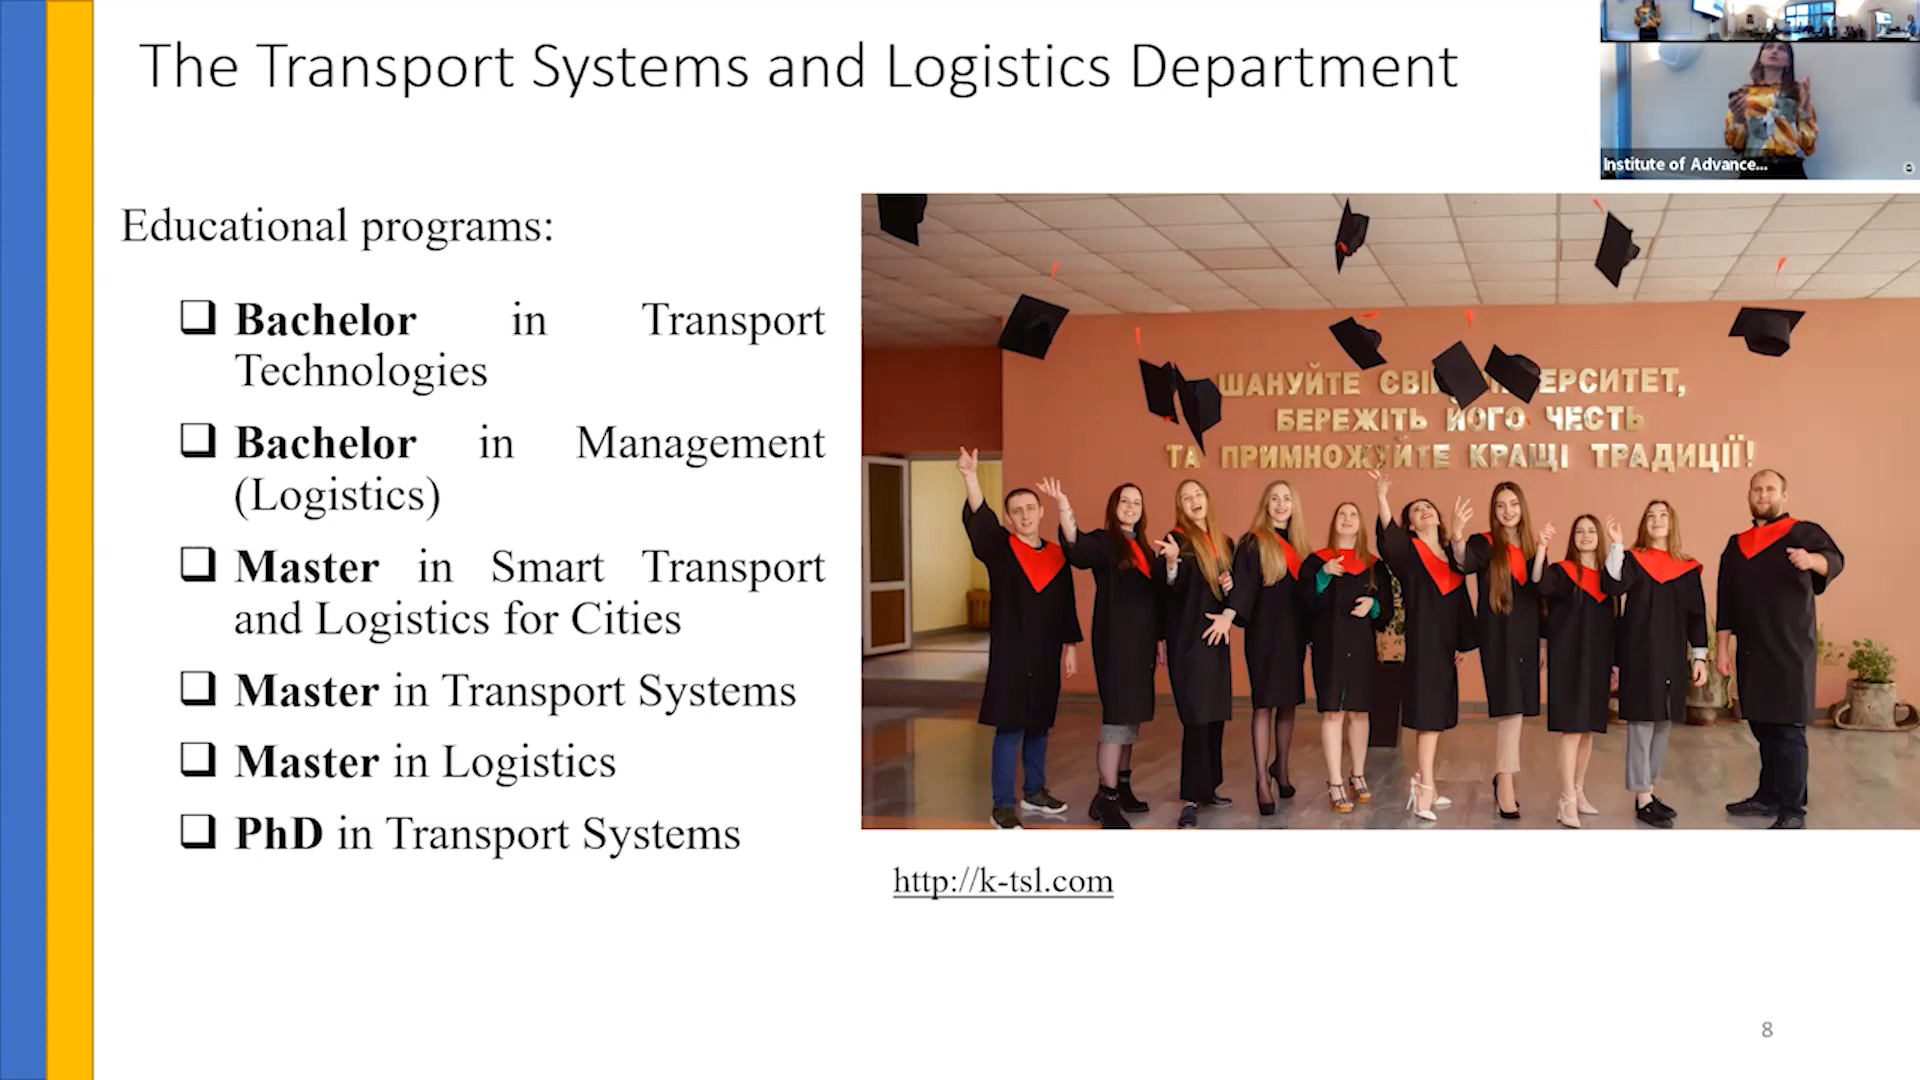 The Transport Systems and Logistics Department
Institute of Advance...
Educational programs:
Bachelor in Transport
Technologies
Bachelor in Management
(Logistics)
Master in Smart Transport
and Logistics for Cities
Master in Transport Systems
Master in Logistics
PhD in Transport Systems
ШАНУЙТЕ
БЕРЕЖІТЬ ЙОГО ЧЕСТЬ
ТА ПРИМНОЖУЙТЕ КРАЩІ ТРАДИЦІЇ!
http://k-tsl.com
8